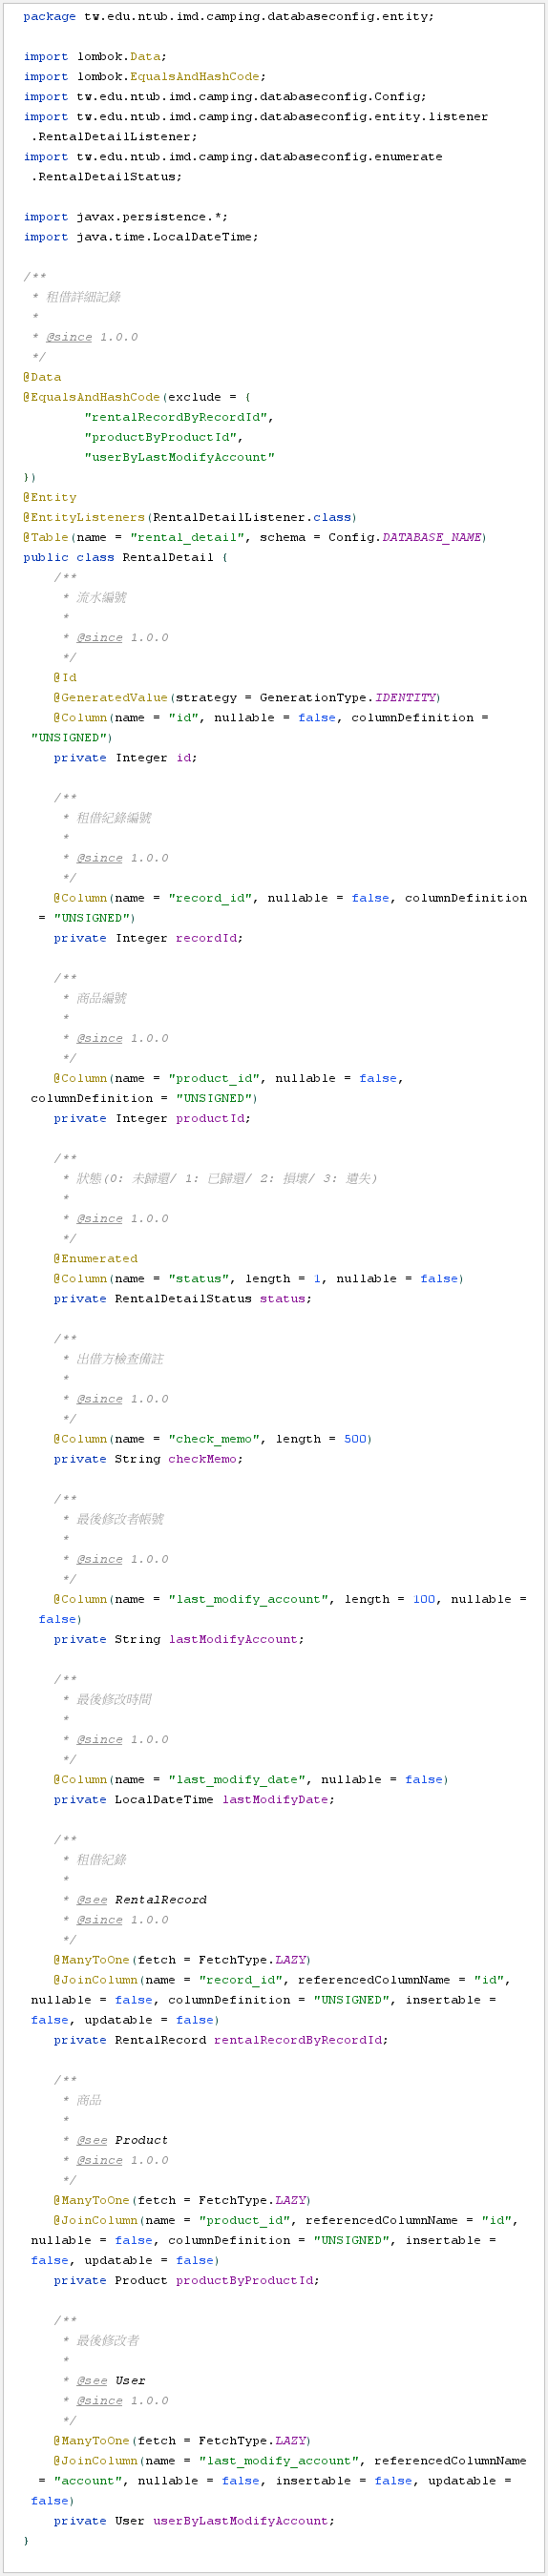 package tw.edu.ntub.imd.camping.databaseconfig.entity;

import lombok.Data;
import lombok.EqualsAndHashCode;
import tw.edu.ntub.imd.camping.databaseconfig.Config;
import tw.edu.ntub.imd.camping.databaseconfig.entity.listener
 .RentalDetailListener;
import tw.edu.ntub.imd.camping.databaseconfig.enumerate
 .RentalDetailStatus;

import javax.persistence.*;
import java.time.LocalDateTime;

/**
 * 租借詳細記錄
 *
 * @since 1.0.0
 */
@Data
@EqualsAndHashCode(exclude = {
        "rentalRecordByRecordId",
        "productByProductId",
        "userByLastModifyAccount"
})
@Entity
@EntityListeners(RentalDetailListener.class)
@Table(name = "rental_detail", schema = Config.DATABASE_NAME)
public class RentalDetail {
    /**
     * 流水編號
     *
     * @since 1.0.0
     */
    @Id
    @GeneratedValue(strategy = GenerationType.IDENTITY)
    @Column(name = "id", nullable = false, columnDefinition =
 "UNSIGNED")
    private Integer id;

    /**
     * 租借紀錄編號
     *
     * @since 1.0.0
     */
    @Column(name = "record_id", nullable = false, columnDefinition
  = "UNSIGNED")
    private Integer recordId;

    /**
     * 商品編號
     *
     * @since 1.0.0
     */
    @Column(name = "product_id", nullable = false,
 columnDefinition = "UNSIGNED")
    private Integer productId;

    /**
     * 狀態(0: 未歸還/ 1: 已歸還/ 2: 損壞/ 3: 遺失)
     *
     * @since 1.0.0
     */
    @Enumerated
    @Column(name = "status", length = 1, nullable = false)
    private RentalDetailStatus status;

    /**
     * 出借方檢查備註
     *
     * @since 1.0.0
     */
    @Column(name = "check_memo", length = 500)
    private String checkMemo;

    /**
     * 最後修改者帳號
     *
     * @since 1.0.0
     */
    @Column(name = "last_modify_account", length = 100, nullable =
  false)
    private String lastModifyAccount;

    /**
     * 最後修改時間
     *
     * @since 1.0.0
     */
    @Column(name = "last_modify_date", nullable = false)
    private LocalDateTime lastModifyDate;

    /**
     * 租借紀錄
     *
     * @see RentalRecord
     * @since 1.0.0
     */
    @ManyToOne(fetch = FetchType.LAZY)
    @JoinColumn(name = "record_id", referencedColumnName = "id",
 nullable = false, columnDefinition = "UNSIGNED", insertable =
 false, updatable = false)
    private RentalRecord rentalRecordByRecordId;

    /**
     * 商品
     *
     * @see Product
     * @since 1.0.0
     */
    @ManyToOne(fetch = FetchType.LAZY)
    @JoinColumn(name = "product_id", referencedColumnName = "id",
 nullable = false, columnDefinition = "UNSIGNED", insertable =
 false, updatable = false)
    private Product productByProductId;

    /**
     * 最後修改者
     *
     * @see User
     * @since 1.0.0
     */
    @ManyToOne(fetch = FetchType.LAZY)
    @JoinColumn(name = "last_modify_account", referencedColumnName
  = "account", nullable = false, insertable = false, updatable =
 false)
    private User userByLastModifyAccount;
}